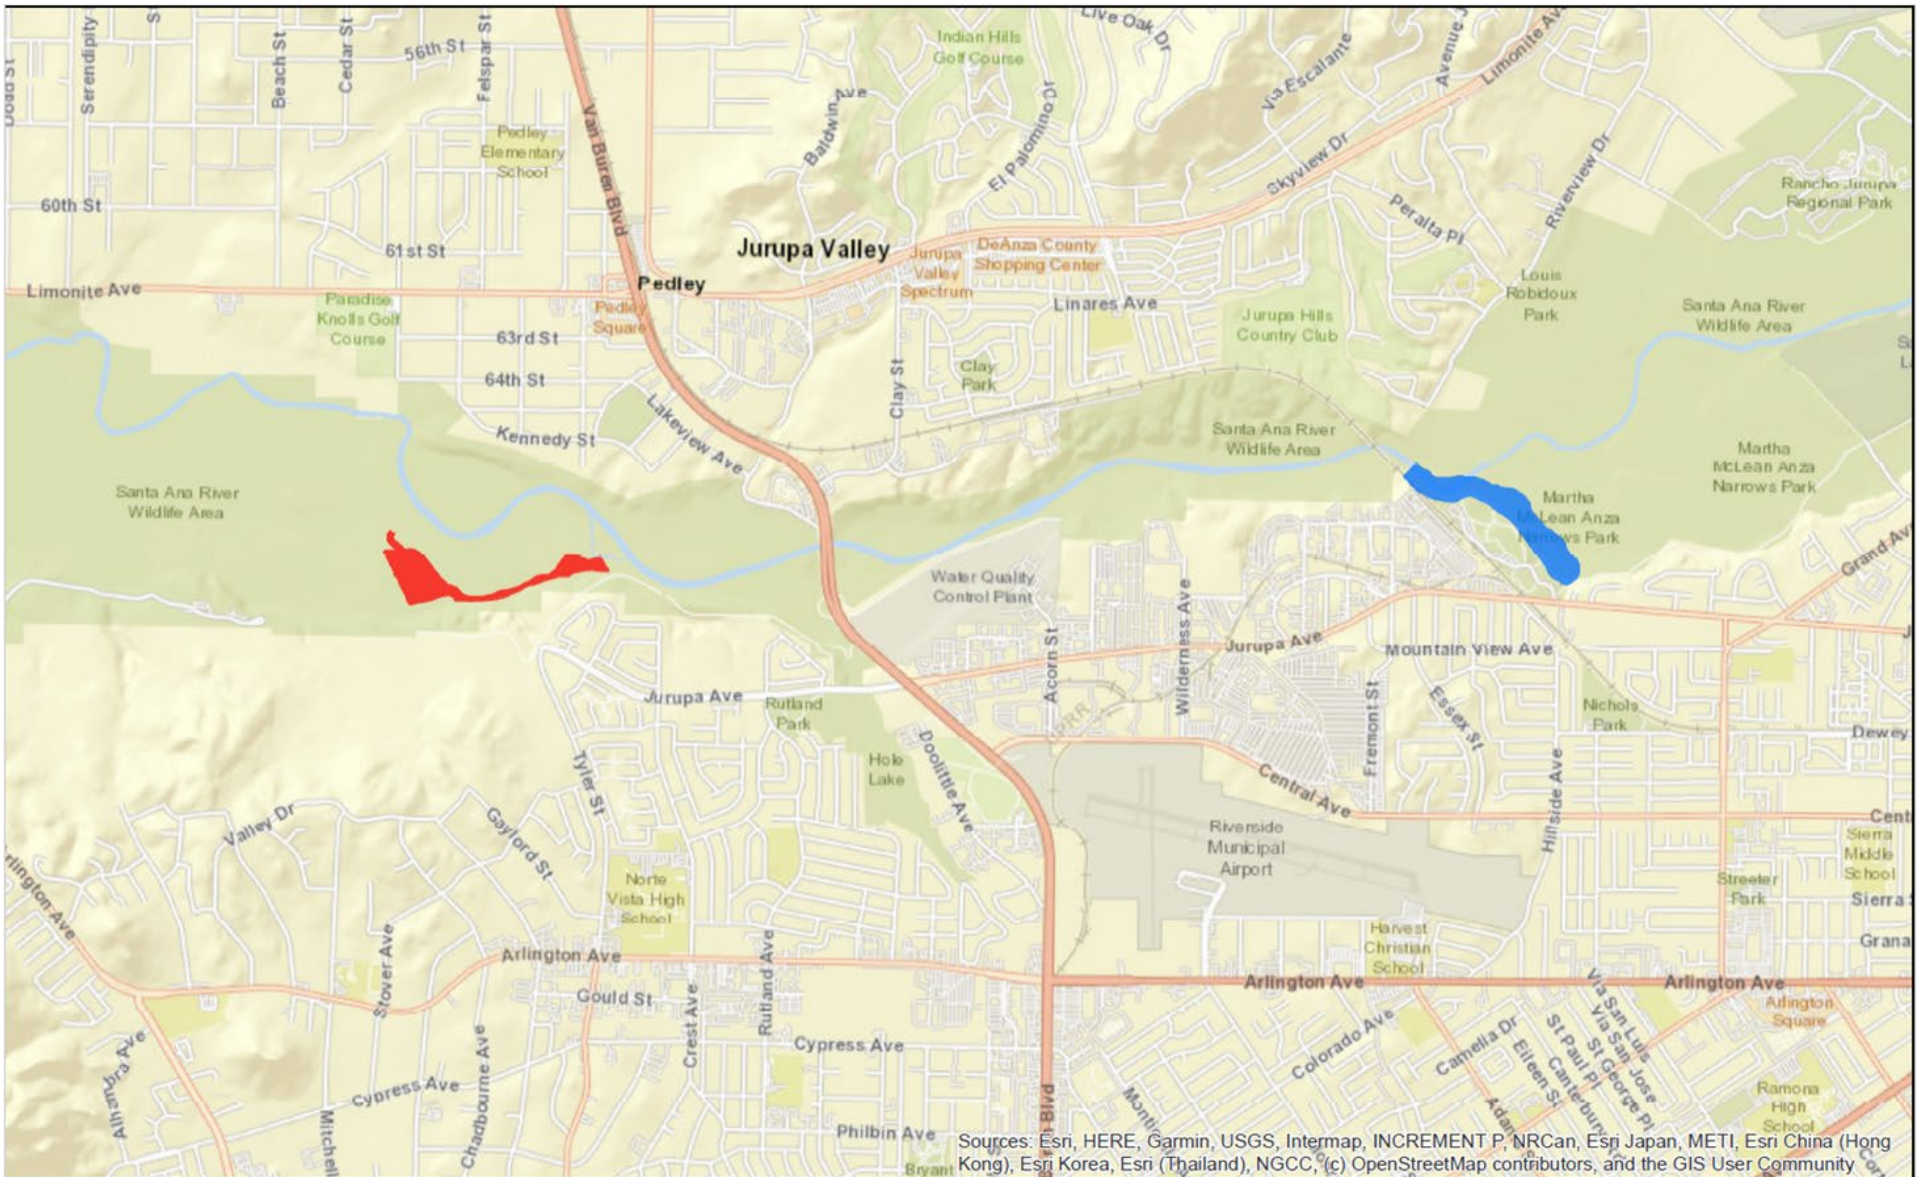 Live Oak Dr
Indian Hills
Golf Course
Serendipity
Beach St
Cedar St
56th St
Felspar St
Van Buren Blvd
Baldwin Ave
El Palomino Dr
Via Escalante
Limonite Ave
Pedley
Elementary
School
Skyview Dr
Peralta Pl
Riverview Dr
Rancho Jurupa
Regional Park
60th St
61st St
Jurupa Valley
Jurupa
Valley
Spectrum
DeAnza County
Shopping Center
Limonite Ave
Pedley
Paradise
Knolls Golf
Course
Pedley
Square
Linares Ave
Louis
Robidoux
Park
Jurupa Hills
Country Club
Santa Ana River
Wildlife Area
63rd St
64th St
Clay St
Clay
Park
Kennedy St
Lakeview Ave
Santa Ana River
Wildlife Area
Martha
McLean Anza
Narrows Park
Santa Ana River
Wildlife Area
Martha
McLean Anza
Narrows Park
Grand Av
Water Quality
Control Plant
Acorn St
Wilderness Ave
Jurupa Ave
Mountain View Ave
Jurupa Ave
Rutland
Park
Fremont St
Essex St
Nichols
Park
Dewey
Tyler St
Hole
Lake
Doolittle Ave
Central Ave
Hillside Ave
Cent
Valley Dr
Gaylord St
Riverside
Municipal
Airport
Sierra
Middle
School
rlington Ave
Norte
Vista High
School
Streeter
Park
Sierra
Stover Ave
Rutland Ave
Harvest
Christian
School
Grana
Arlington Ave
Arlington Ave
Arlington Ave
Gould St
Crest Ave
Arlington
Square
Alhambra Ave
Cypress Ave
Chadbourne Ave
Cypress Ave
Colorado Ave
Camellia Dr
Via San Luis
Via San Jose
St George Pl
St Paul Pl
Canterbury
Eileen St
Mitchell
Philbin Ave
Bryant
Blvd
Adam
Ramona
High
School
Sources: Esri, HERE, Garmin, USGS, Intermap, INCREMENT P, NRCan, Esri Japan, METI, Esri China (Hong
Kong), Esri Korea, Esri (Thailand), NGCC, (c) OpenStreetMap contributors, and the GIS User Community